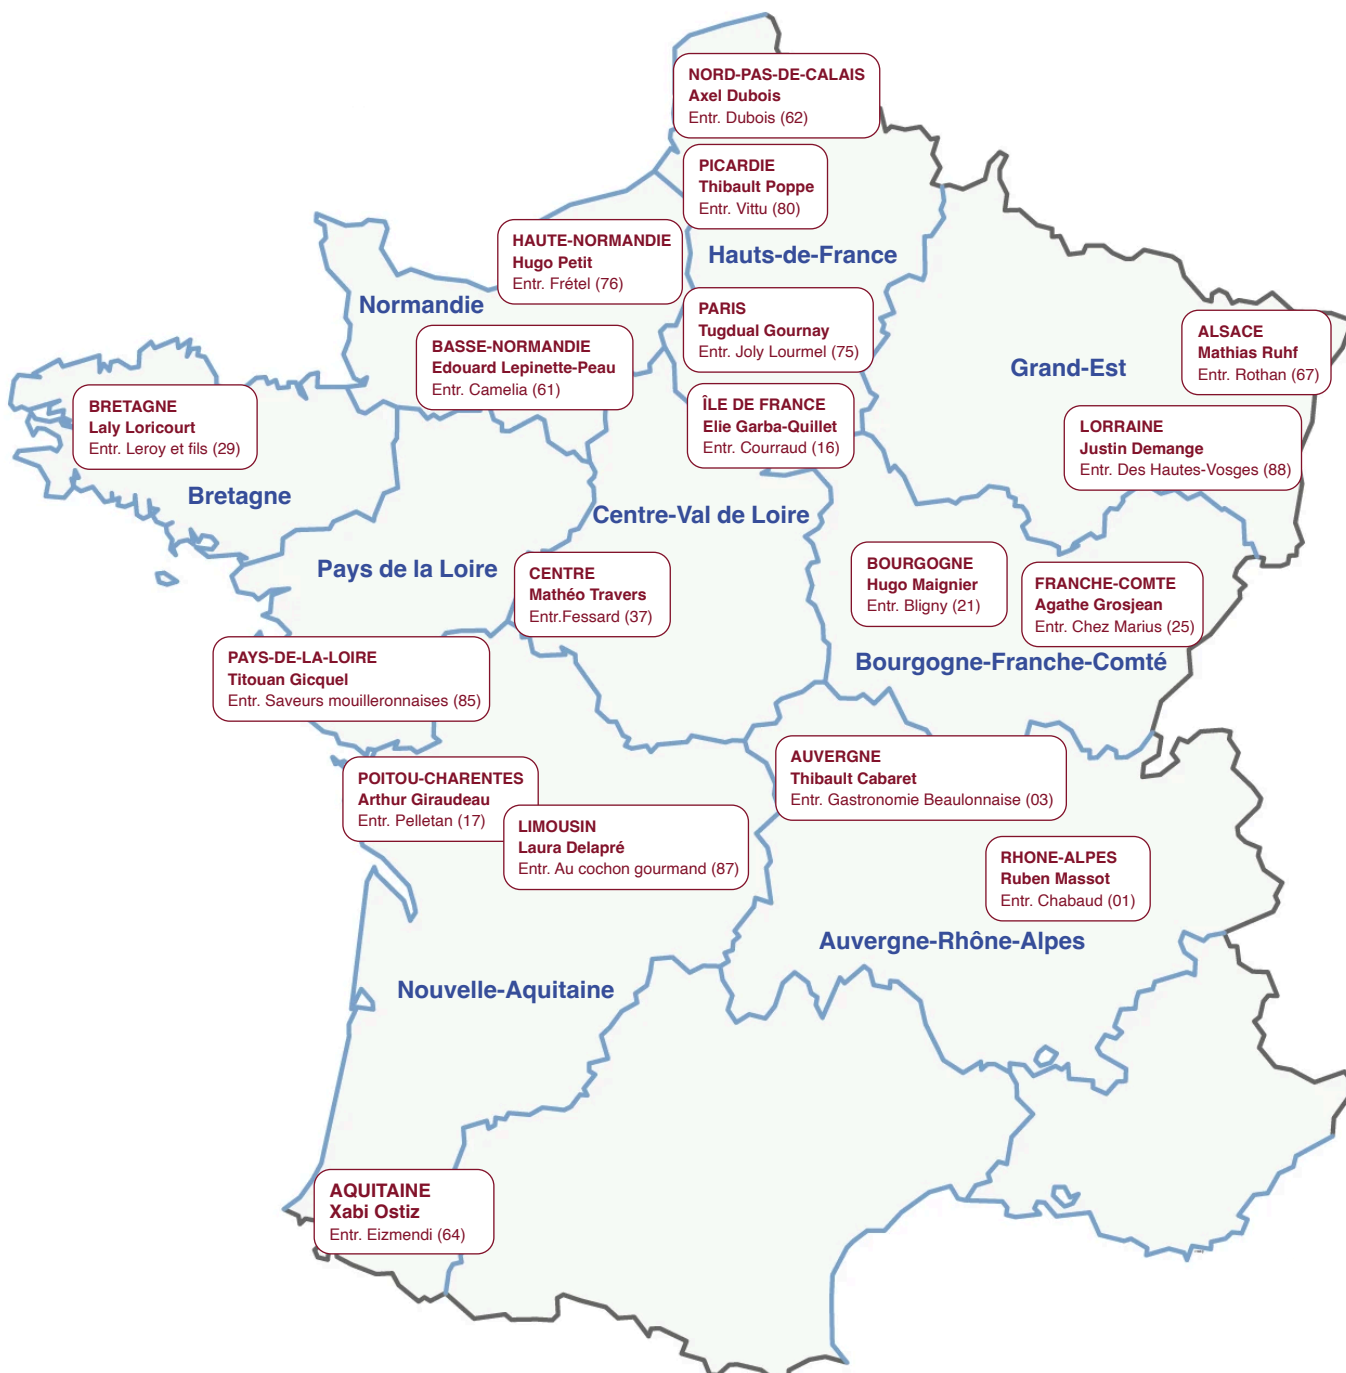 NORD-PAS-DE-CALAIS
Axel Dubois
Entr. Dubois (62)
PICARDIE
Thibault Poppe
Entr. Vittu (80)
Hauts-de-France
HAUTE-NORMANDIE
Hugo Petit
Entr. Frétel (76)
Normandie
BASSE-NORMANDIE
Edouard Lepinette-Peau
Entr. Camelia (61)
PARIS
Tugdual Gournay
Entr. Joly Lourmel (75)
ÎLE DE FRANCE
Elie Garba-Quillet
Entr. Courraud (16)
Grand-Est
ALSACE
Mathias Ruhf
Entr. Rothan (67)
LORRAINE
Justin Demange
Entr. Des Hautes-Vosges (88)
BRETAGNE
Laly Loricourt
Entr. Leroy et fils (29)
Bretagne
Centre-Val de Loire
Pays de la Loire
CENTRE
Mathéo Travers
Entr.Fessard (37)
BOURGOGNE
Hugo Maignier
Entr. Bligny (21)
FRANCHE-COMTE
Agathe Grosjean
Entr. Chez Marius (25)
Bourgogne-Franche-Comté
PAYS-DE-LA-LOIRE
Titouan Gicquel
Entr. Saveurs mouilleronnaises (85)
POITOU-CHARENTES
Arthur Giraudeau
Entr. Pelletan (17)
LIMOUSIN
Laura Delapré
Entr. Au cochon gourmand (87)
AUVERGNE
Thibault Cabaret
Entr. Gastronomie Beaulonnaise (03)
RHONE-ALPES
Ruben Massot
Entr. Chabaud (01)
Auvergne-Rhône-Alpes
Nouvelle-Aquitaine
AQUITAINE
Xabi Ostiz
Entr. Eizmendi (64)